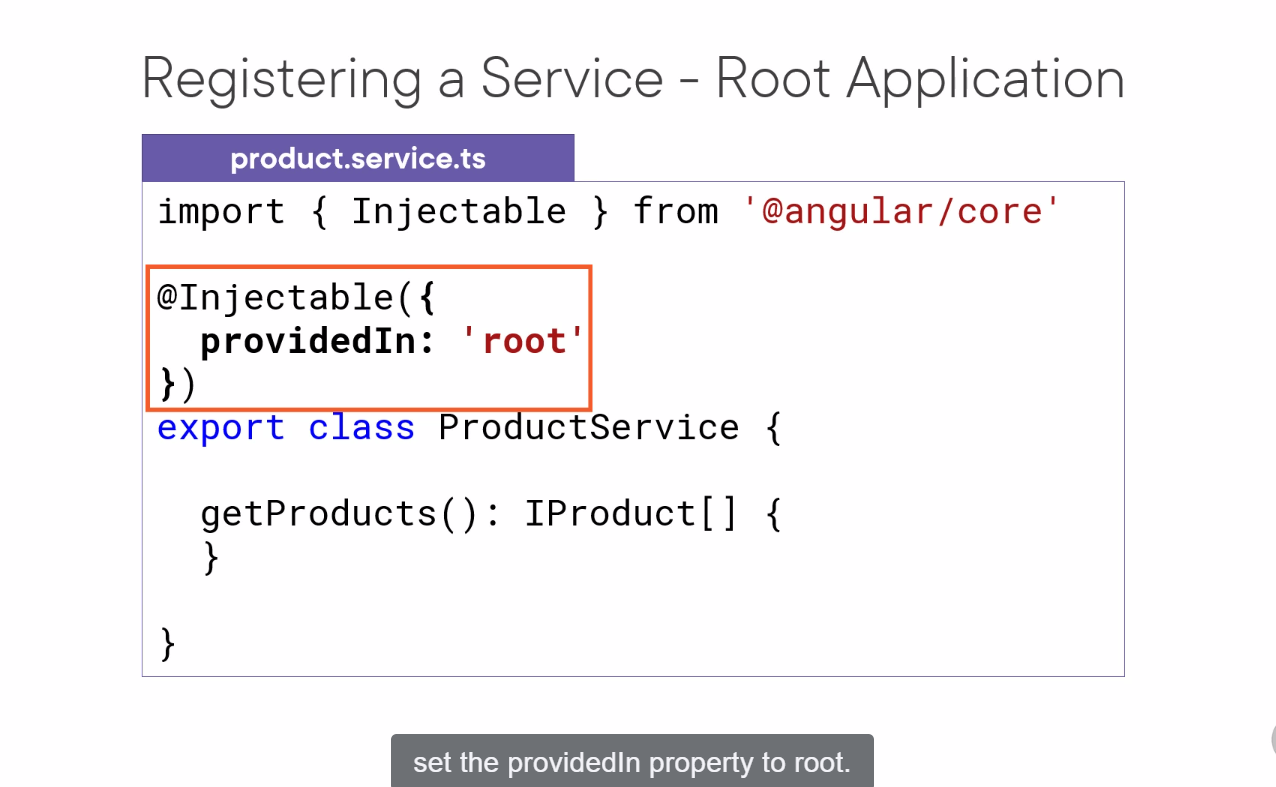 Registering a Service - Root Application
product.service.ts
import { Injectable } from '@angular/core'
@Injectable({
providedIn: 'root'
})
export class ProductService {
getProducts(): IProduct[] {
}
}
set the providedIn property to root.